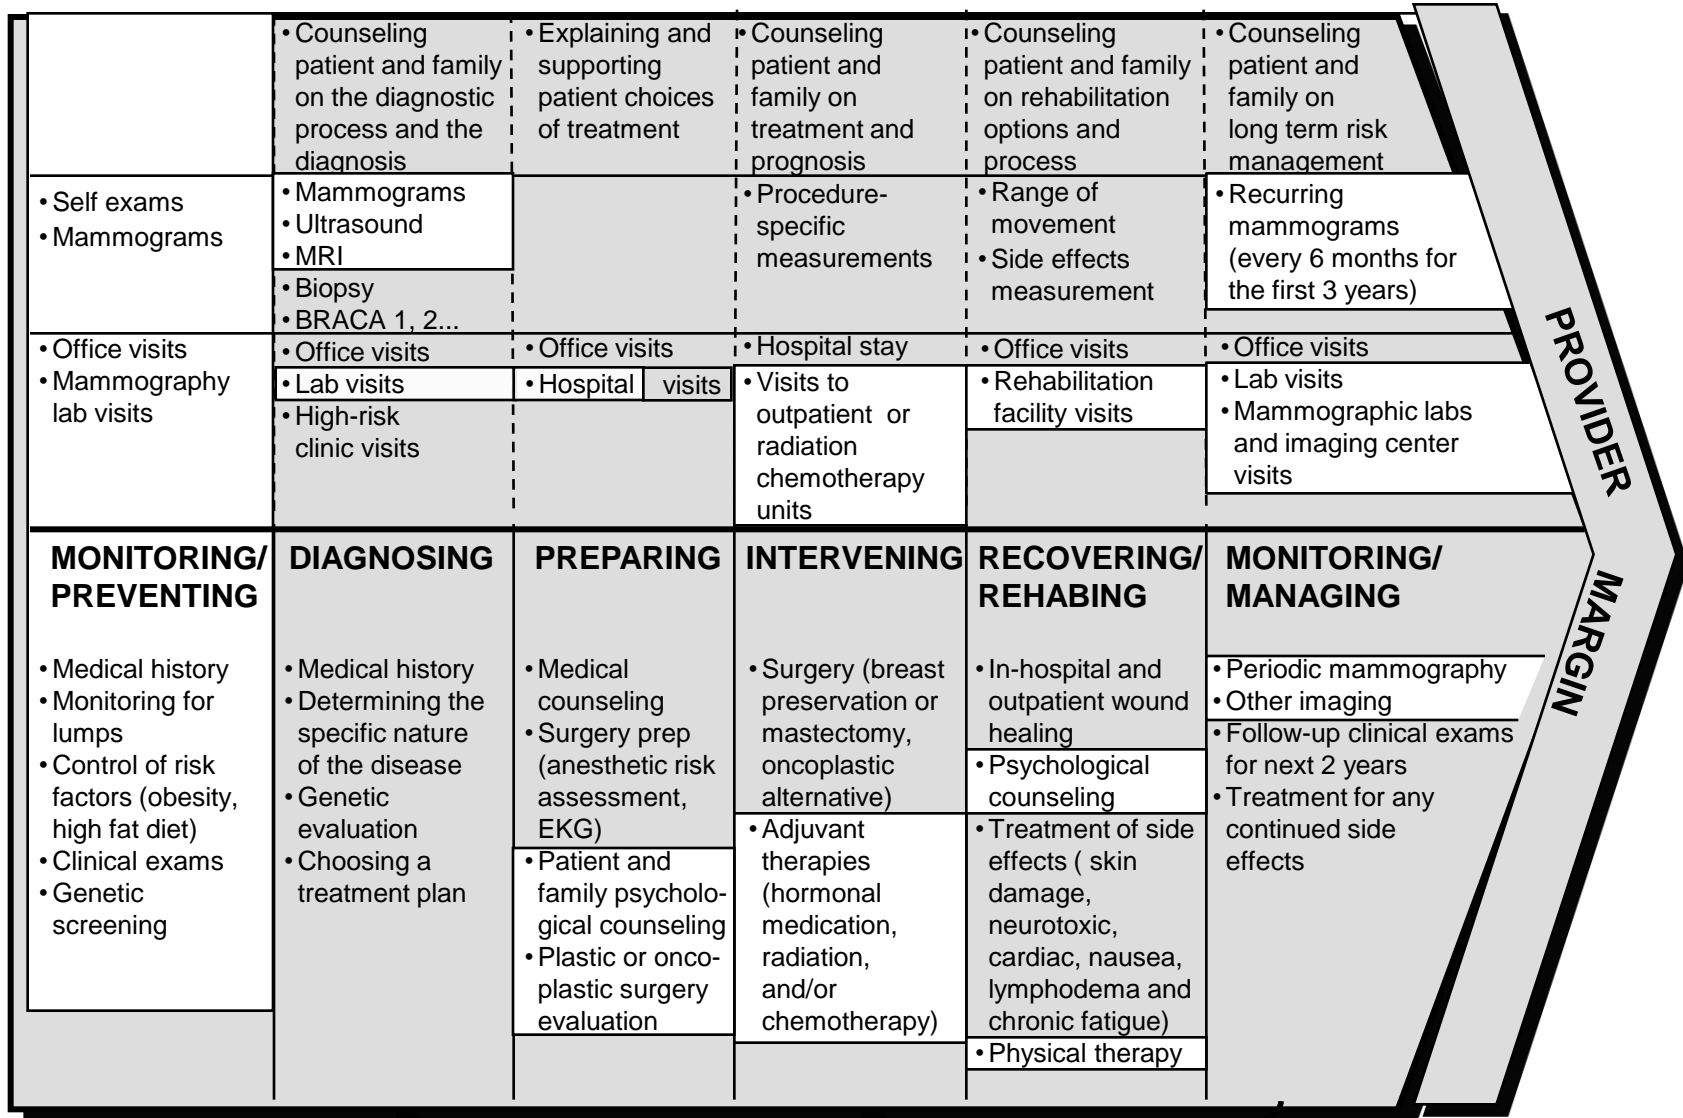 • Counseling
patient and family
on the diagnostic
process and the
diagnosis
• Explaining and
supporting
patient choices
of treatment
• Counseling
patient and
family on
treatment and
prognosis
• Counseling
patient and family
on rehabilitation
options and
process
• Counseling
patient and
family on
long term risk
management
• Self exams
• Mammograms
• Mammograms
• Ultrasound
• MRI
• Biopsy
• BRACA 1, 2...
• Procedure-
specific
measurements
• Range of
movement
• Side effects
measurement
• Recurring
mammograms
(every 6 months for
the first 3 years)
• Office visits
• Mammography
lab visits
• Office visits
• Lab visits
• High-risk
clinic visits
• Office visits
• Hospital visits
• Hospital stay
• Visits to
outpatient or
radiation
chemotherapy
units
• Office visits
• Rehabilitation
facility visits
• Office visits
• Lab visits
• Mammographic labs
and imaging center
visits
MONITORING/
PREVENTING
DIAGNOSING
PREPARING
INTERVENING
RECOVERING/
REHABING
MONITORING/
MANAGING
• Medical history
• Monitoring for
lumps
• Control of risk
factors (obesity,
high fat diet)
• Clinical exams
• Genetic
screening
• Medical history
• Determining the
specific nature
of the disease
• Genetic
evaluation
• Choosing a
treatment plan
• Medical
counseling
• Surgery prep
(anesthetic risk
assessment,
EKG)
• Patient and
family psycholo-
gical counseling
• Plastic or onco-
plastic surgery
evaluation
• Surgery (breast
preservation or
mastectomy,
oncoplastic
alternative)
• Adjuvant
therapies
(hormonal
medication,
radiation,
and/or
chemotherapy)
• In-hospital and
outpatient wound
healing
• Psychological
counseling
• Treatment of side
effects ( skin
damage,
neurotoxic,
cardiac, nausea,
lymphodema and
chronic fatigue)
• Physical therapy
• Periodic mammography
• Other imaging
• Follow-up clinical exams
for next 2 years
• Treatment for any
continued side
effects
PROVIDER
MARGIN